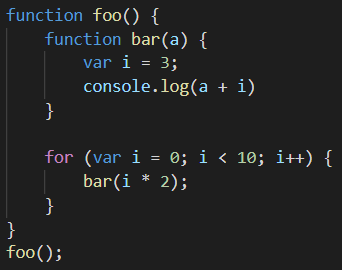 function foo() {
    function bar(a) {
        var i = 3;
        console.log(a + i)
    }

    for (var i = 0; i < 10; i++) {
        bar(i * 2);
    }
}
foo();